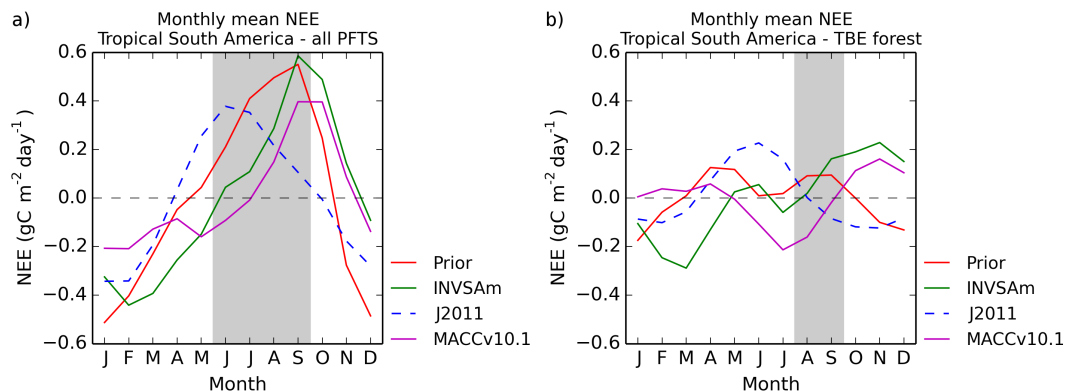 a)
Monthly mean NEE
Tropical South America - all PFTS
NEE (gC m⁻² day⁻¹)
0.6
0.4
0.2
0.0
−0.2
−0.4
−0.6
J F M A M J J A S O N D
Month
Prior
INVSAm
J2011
MACCv10.1
b)
Monthly mean NEE
Tropical South America - TBE forest
NEE (gC m⁻² day⁻¹)
0.6
0.4
0.2
0.0
−0.2
−0.4
−0.6
J F M A M J J A S O N D
Month
Prior
INVSAm
J2011
MACCv10.1